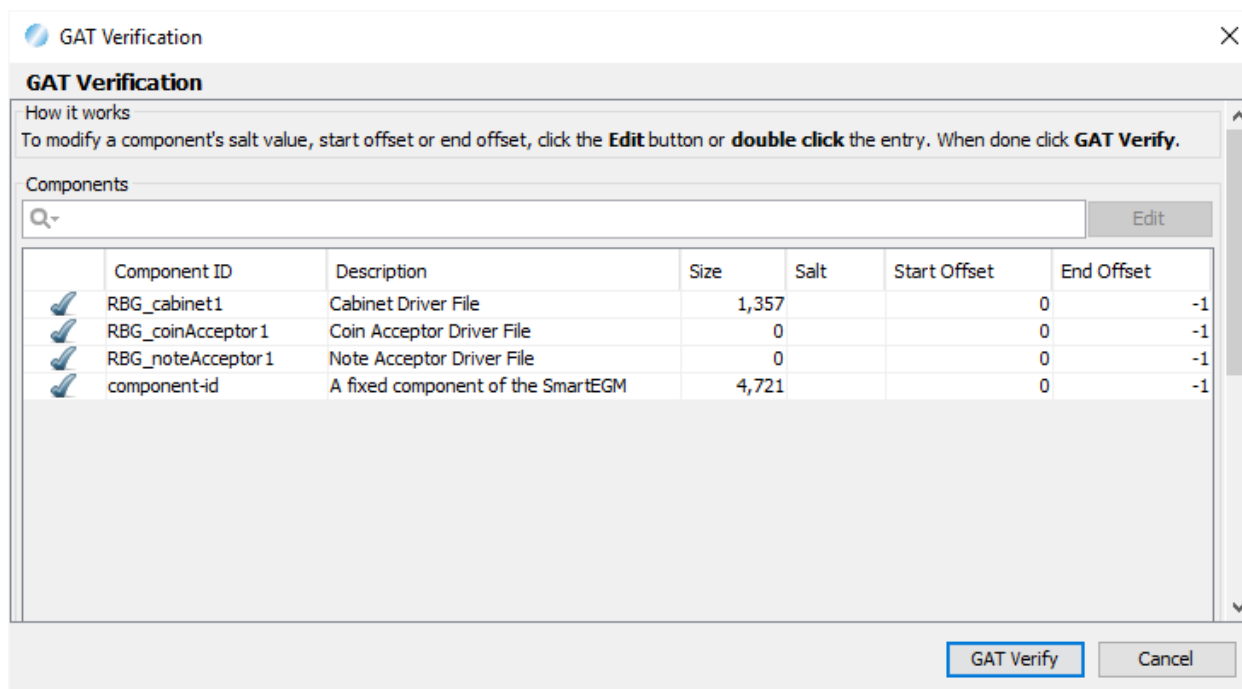 GAT Verification
GAT Verification
How it works
To modify a component's salt value, start offset or end offset, click the Edit button or double click the entry. When done click GAT Verify.
Components
Edit
Component ID Description Size Salt Start Offset End Offset
RBG_cabinet1 Cabinet Driver File 1,357 0 -1
RBG_coinAcceptor1 Coin Acceptor Driver File 0 0 -1
RBG_noteAcceptor1 Note Acceptor Driver File 0 0 -1
component-id A fixed component of the SmartEGM 4,721 0 -1
GAT Verify Cancel